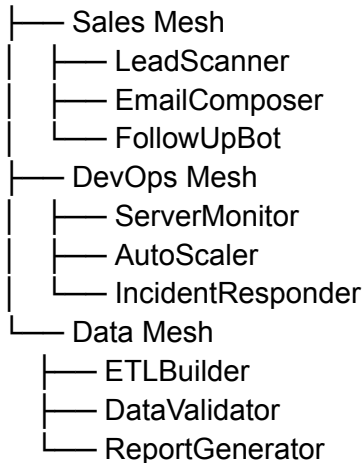 ├── Sales Mesh
│   ├── LeadScanner
│   ├── EmailComposer
│   └── FollowUpBot
├── DevOps Mesh
│   ├── ServerMonitor
│   ├── AutoScaler
│   └── IncidentResponder
└── Data Mesh
    ├── ETLBuilder
    ├── DataValidator
    └── ReportGenerator